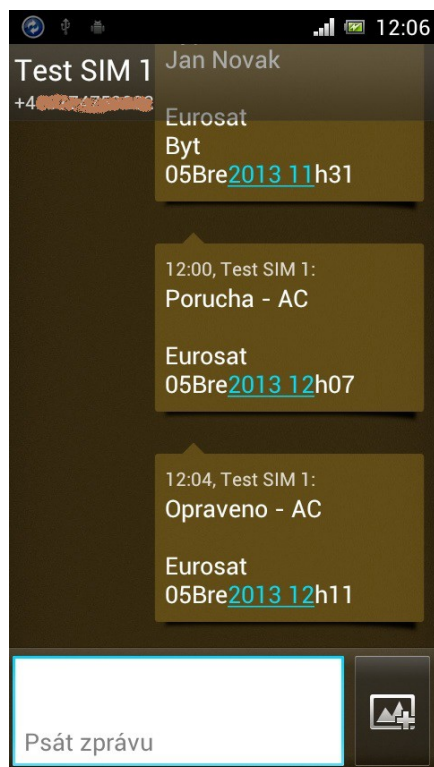 12:06
Test SIM 1
+4
Jan Novak
Eurosat
Byt
05Bre2013 11h31
12:00, Test SIM 1:
Porucha - AC
Eurosat
05Bre2013 12h07
12:04, Test SIM 1:
Opraveno - AC
Eurosat
05Bre2013 12h11
Psát zprávu